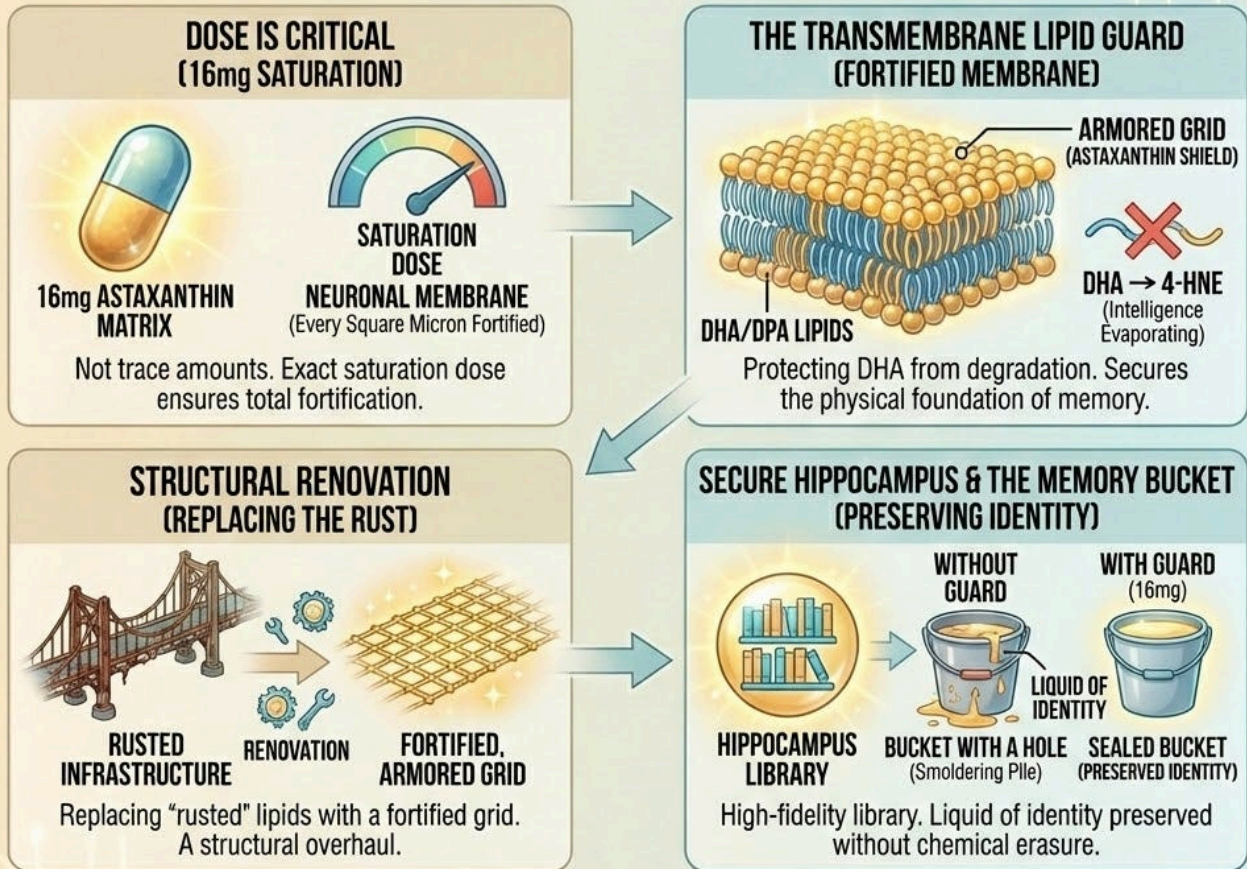 DOSE IS CRITICAL
(16mg SATURATION)
16mg ASTAXANTHIN
MATRIX
SATURATION
DOSE
NEURONAL MEMBRANE
(Every Square Micron Fortified)
Not trace amounts. Exact saturation dose
ensures total fortification.
THE TRANSMEMBRANE LIPID GUARD
(FORTIFIED MEMBRANE)
ARMORED GRID
(ASTAXANTHIN SHIELD)
DHA → 4-HNE
(Intelligence
Evaporating)
DHA/DPA LIPIDS
Protecting DHA from degradation. Secures
the physical foundation of memory.
STRUCTURAL RENOVATION
(REPLACING THE RUST)
RUSTED
INFRASTRUCTURE
RENOVATION
FORTIFIED,
ARMORED GRID
Replacing "rusted" lipids with a fortified grid.
A structural overhaul.
SECURE HIPPOCAMPUS & THE MEMORY BUCKET
(PRESERVING IDENTITY)
HIPPOCAMPUS
LIBRARY
WITHOUT
GUARD
LIQUID OF
IDENTITY
BUCKET WITH A HOLE
(Smoldering Plle)
WITH GUARD
(16mg)
SEALED BUCKET
(PRESERVED IDENTITY)
High-fidelity library. Liquid of identity preserved
without chemical erasure.